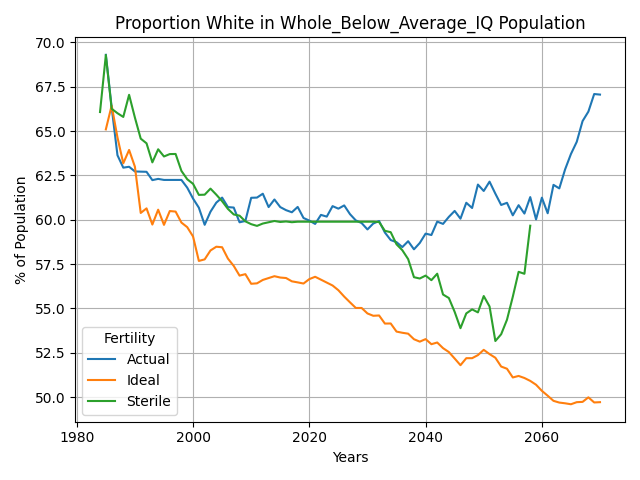 Proportion White in Whole_Below_Average_IQ Population
70.0
67.5
65.0
62.5
60.0
57.5
55.0
52.5
50.0
% of Population
Fertility
Actual
Ideal
Sterile
1980
2000
2020
2040
2060
Years